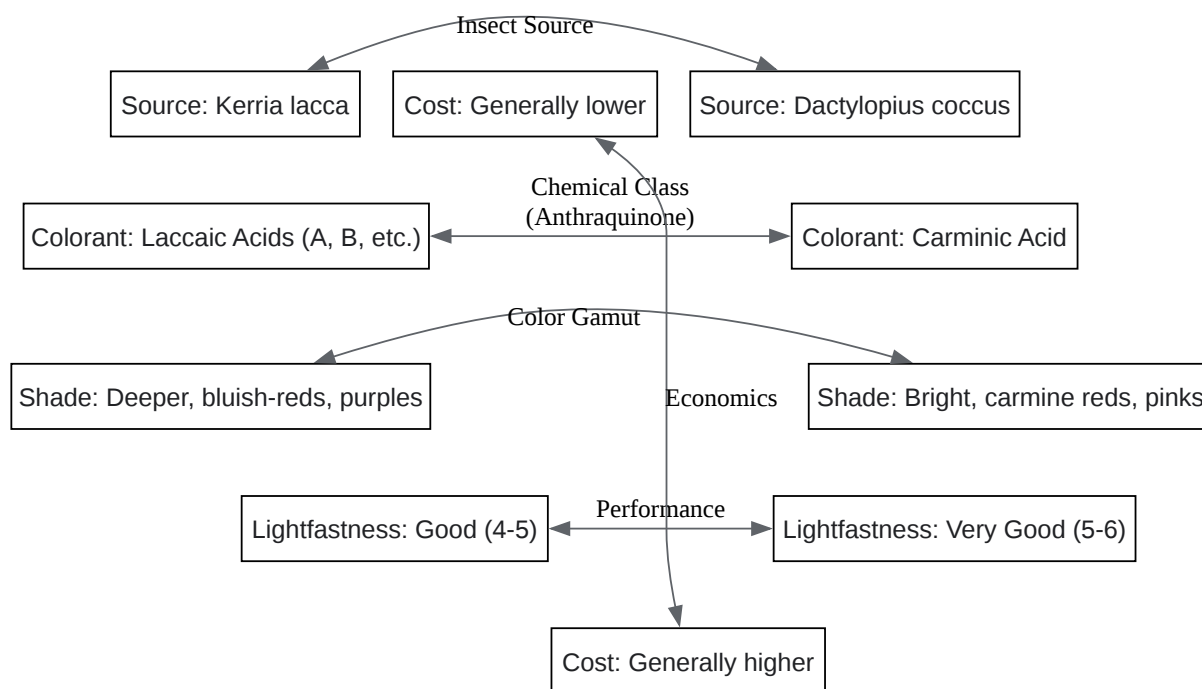 Insect Source
Source: Kerria lacca
Cost: Generally lower
Source: Dactylopius coccus
Chemical Class
(Anthraquinone)
Colorant: Laccaic Acids (A, B, etc.)
Colorant: Carminic Acid
Color Gamut
Shade: Deeper, bluish-reds, purples
Economics
Shade: Bright, carmine reds, pinks
Performance
Lightfastness: Good (4-5)
Lightfastness: Very Good (5-6)
Cost: Generally higher